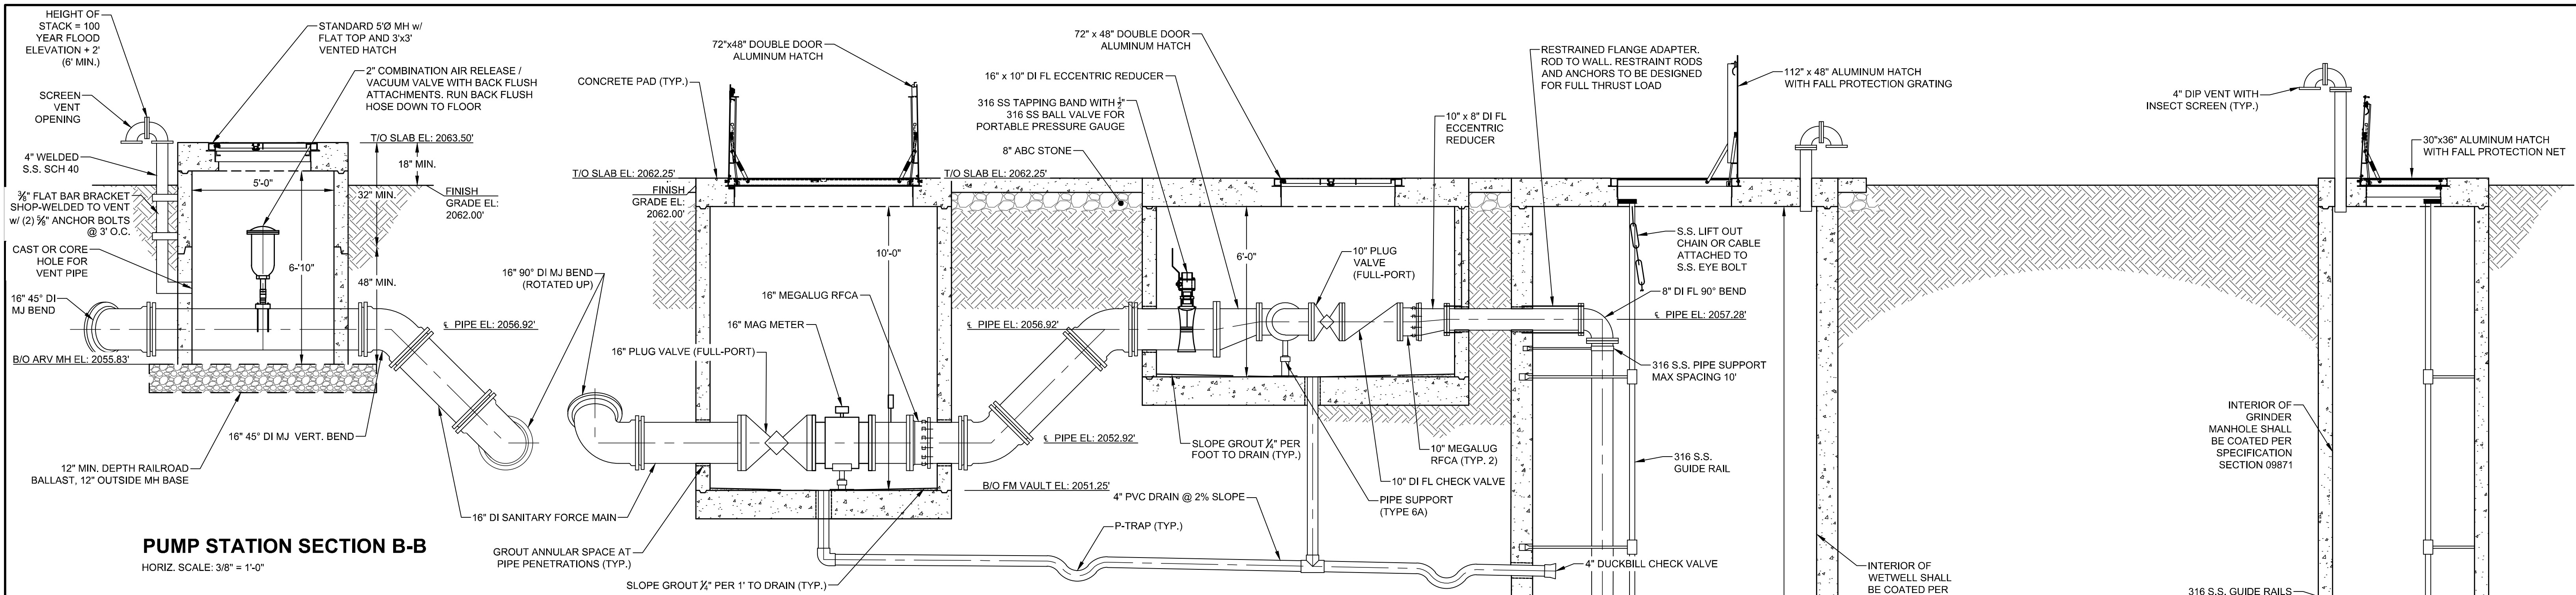 HEIGHT OF
STACK = 100
YEAR FLOOD
ELEVATION + 2'
(6' MIN.)
STANDARD 5'Ø MH w/
FLAT TOP AND 3'x3'
VENTED HATCH
2" COMBINATION AIR RELEASE /
VACUUM VALVE WITH BACK FLUSH
ATTACHMENTS. RUN BACK FLUSH
HOSE DOWN TO FLOOR
SCREEN
VENT
OPENING
T/O SLAB EL: 2063.50'
18" MIN.
4" WELDED
S.S. SCH 40
5'-0"
32" MIN.
FINISH
GRADE EL:
2062.00'
⅜" FLAT BAR BRACKET
SHOP-WELDED TO VENT
w/ (2) ⅝" ANCHOR BOLTS
@ 3' O.C.
CAST OR CORE
HOLE FOR
VENT PIPE
6-'10"
48" MIN.
16" 45° DI
MJ BEND
℄ PIPE EL: 2056.92'
B/O ARV MH EL: 2055.83'
16" 45° DI MJ VERT. BEND
12" MIN. DEPTH RAILROAD
BALLAST, 12" OUTSIDE MH BASE
16" 90° DI MJ BEND
(ROTATED UP)
16" DI SANITARY FORCE MAIN
PUMP STATION SECTION B-B
HORIZ. SCALE: 3/8" = 1'-0"
72"x48" DOUBLE DOOR
ALUMINUM HATCH
CONCRETE PAD (TYP.)
T/O SLAB EL: 2062.25'
FINISH
GRADE EL:
2062.00'
10'-0"
16" MEGALUG RFCA
16" MAG METER
16" PLUG VALVE (FULL-PORT)
GROUT ANNULAR SPACE AT
PIPE PENETRATIONS (TYP.)
SLOPE GROUT ¼" PER 1' TO DRAIN (TYP.)
B/O FM VAULT EL: 2051.25'
℄ PIPE EL: 2052.92'
℄ PIPE EL: 2056.92'
72" x 48" DOUBLE DOOR
ALUMINUM HATCH
16" x 10" DI FL ECCENTRIC REDUCER
316 SS TAPPING BAND WITH ½"
316 SS BALL VALVE FOR
PORTABLE PRESSURE GAUGE
8" ABC STONE
T/O SLAB EL: 2062.25'
6'-0"
10" PLUG
VALVE
(FULL-PORT)
10" x 8" DI FL
ECCENTRIC
REDUCER
SLOPE GROUT ¼" PER
FOOT TO DRAIN (TYP.)
10" MEGALUG
RFCA (TYP. 2)
10" DI FL CHECK VALVE
PIPE SUPPORT
(TYPE 6A)
4" PVC DRAIN @ 2% SLOPE
P-TRAP (TYP.)
RESTRAINED FLANGE ADAPTER.
ROD TO WALL. RESTRAINT RODS
AND ANCHORS TO BE DESIGNED
FOR FULL THRUST LOAD
112" x 48" ALUMINUM HATCH
WITH FALL PROTECTION GRATING
S.S. LIFT OUT
CHAIN OR CABLE
ATTACHED TO
S.S. EYE BOLT
8" DI FL 90° BEND
℄ PIPE EL: 2057.28'
316 S.S. PIPE SUPPORT
MAX SPACING 10'
316 S.S.
GUIDE RAIL
4" DUCKBILL CHECK VALVE
INTERIOR OF
WETWELL SHALL
BE COATED PER
4" DIP VENT WITH
INSECT SCREEN (TYP.)
30"x36" ALUMINUM HATCH
WITH FALL PROTECTION NET
INTERIOR OF
GRINDER
MANHOLE SHALL
BE COATED PER
SPECIFICATION
SECTION 09871
316 S.S. GUIDE RAILS